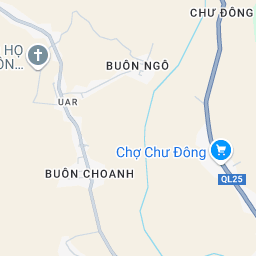 CHƯ ĐÔNG
HỌ
ÔN...
BUÔN NGÔ
UAR
Chợ Chư Đông
BUÔN CHOANH
QL25